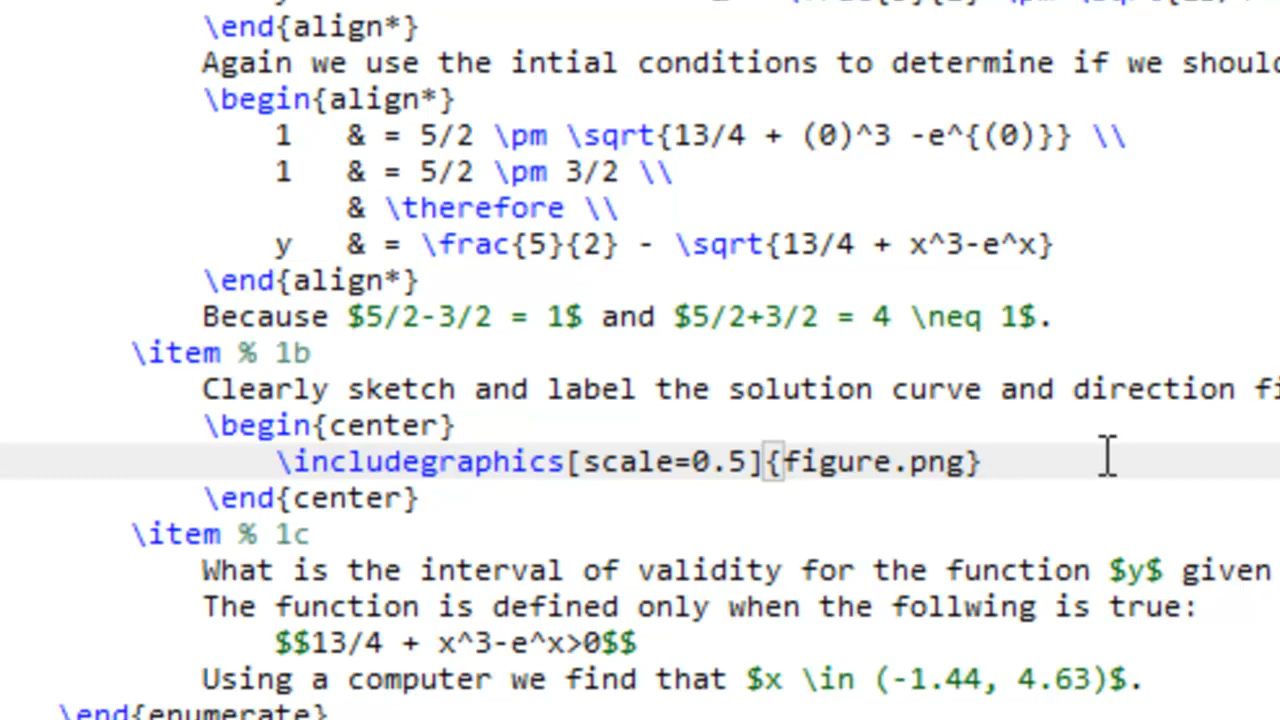 \end{align*}
Again we use the intial conditions to determine if we should
\begin{align*}
1 & = 5/2 \pm \sqrt{13/4 + (0)^3 -e^{(0)}} \\
1 & = 5/2 \pm 3/2 \\
& \therefore \\
y & = \frac{5}{2} - \sqrt{13/4 + x^3-e^x}
\end{align*}
Because $5/2-3/2 = 1$ and $5/2+3/2 = 4 \neq 1$.
\item % 1b
Clearly sketch and label the solution curve and direction
\begin{center}
\includegraphics[scale=0.5]{figure.png}
\end{center}
\item % 1c
What is the interval of validity for the function $y$ given
The function is defined only when the follwing is true:
$$13/4 + x^3-e^x>0$$
Using a computer we find that $x \in (-1.44, 4.63)$.
\end{enumerate}